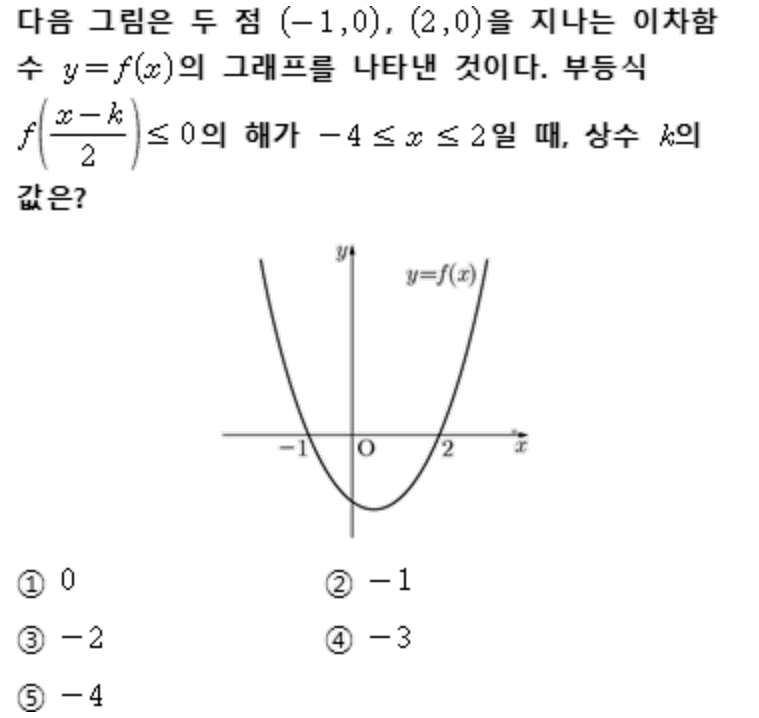 다음 그림은 두 점 (−1,0), (2,0)을 지나는 이차함
수 y=f(x)의 그래프를 나타낸 것이다. 부등식
f((x−k)/2) ≤ 0의 해가 −4 ≤ x ≤ 2일 때, 상수 k의
값은?
y
y=f(x)
−1 O 2 x
① 0 ② −1
③ −2 ④ −3
⑤ −4